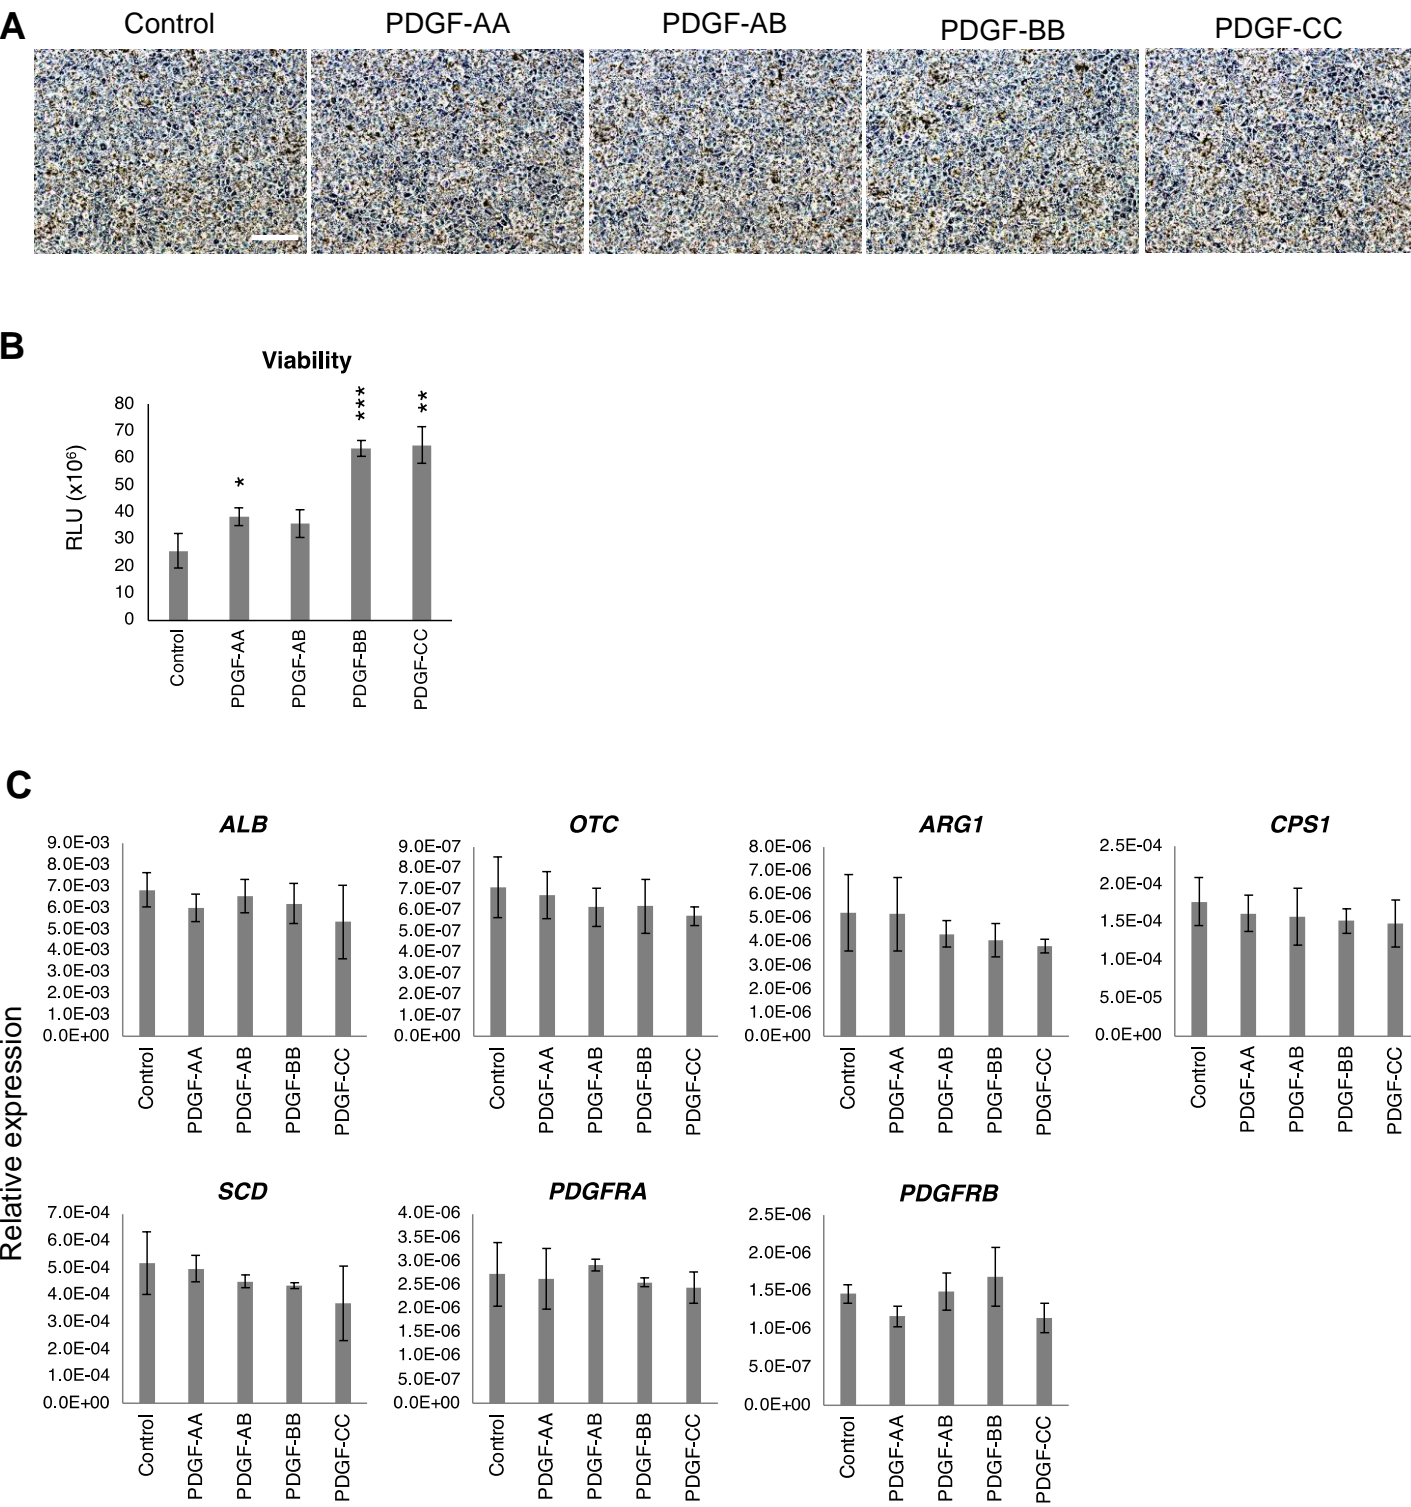 A
Control
PDGF-AA
PDGF-AB
PDGF-BB
PDGF-CC
B
Viability
RLU (x10⁶)
80
70
60
50
40
30
20
10
0
*
***
**
Control
PDGF-AA
PDGF-AB
PDGF-BB
PDGF-CC
C
Relative expression
ALB
9.0E-03
8.0E-03
7.0E-03
6.0E-03
5.0E-03
4.0E-03
3.0E-03
2.0E-03
1.0E-03
0.0E+00
Control
PDGF-AA
PDGF-AB
PDGF-BB
PDGF-CC
OTC
9.0E-07
8.0E-07
7.0E-07
6.0E-07
5.0E-07
4.0E-07
3.0E-07
2.0E-07
1.0E-07
0.0E+00
Control
PDGF-AA
PDGF-AB
PDGF-BB
PDGF-CC
ARG1
8.0E-06
7.0E-06
6.0E-06
5.0E-06
4.0E-06
3.0E-06
2.0E-06
1.0E-06
0.0E+00
Control
PDGF-AA
PDGF-AB
PDGF-BB
PDGF-CC
CPS1
2.5E-04
2.0E-04
1.5E-04
1.0E-04
5.0E-05
0.0E+00
Control
PDGF-AA
PDGF-AB
PDGF-BB
PDGF-CC
SCD
7.0E-04
6.0E-04
5.0E-04
4.0E-04
3.0E-04
2.0E-04
1.0E-04
0.0E+00
Control
PDGF-AA
PDGF-AB
PDGF-BB
PDGF-CC
PDGFRA
4.0E-06
3.5E-06
3.0E-06
2.5E-06
2.0E-06
1.5E-06
1.0E-06
5.0E-07
0.0E+00
Control
PDGF-AA
PDGF-AB
PDGF-BB
PDGF-CC
PDGFRB
2.5E-06
2.0E-06
1.5E-06
1.0E-06
5.0E-07
0.0E+00
Control
PDGF-AA
PDGF-AB
PDGF-BB
PDGF-CC